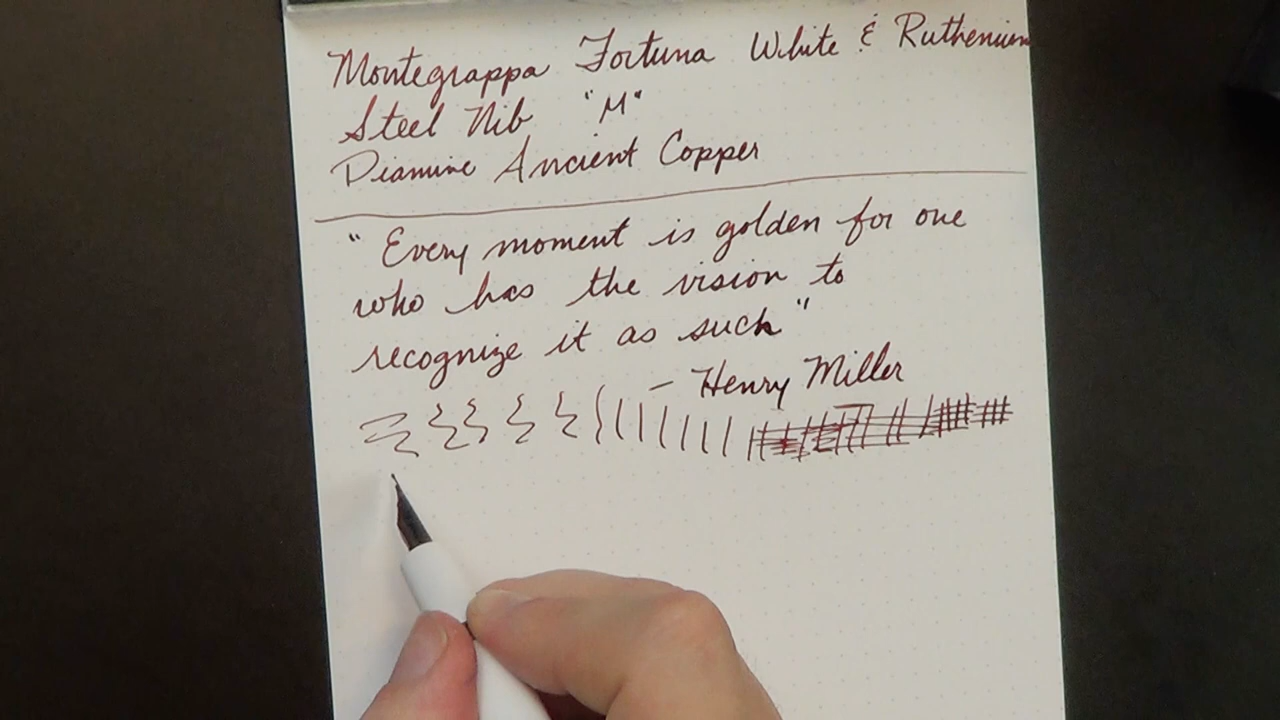 Montegrappa Fortuna White & Ruthenium
Steel Nib "M"
Diamine Ancient Copper
"Every moment is golden for one
who has the vision to
recognize it as such"
- Henry Miller